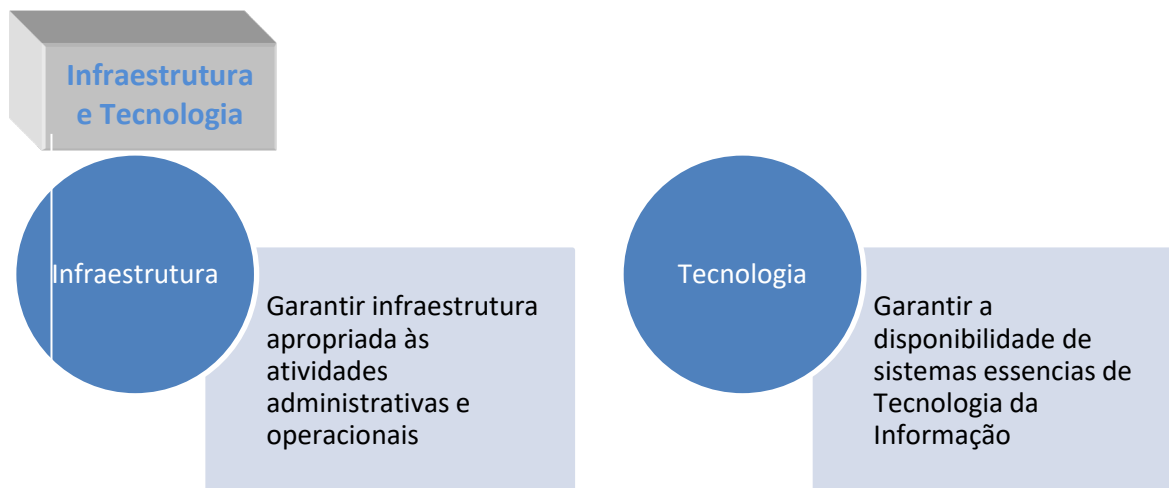 Infraestrutura
e Tecnologia
Infraestrutura
Garantir infraestrutura
apropriada às
atividades
administrativas e
operacionais
Tecnologia
Garantir a
disponibilidade de
sistemas essencias de
Tecnologia da
Informação